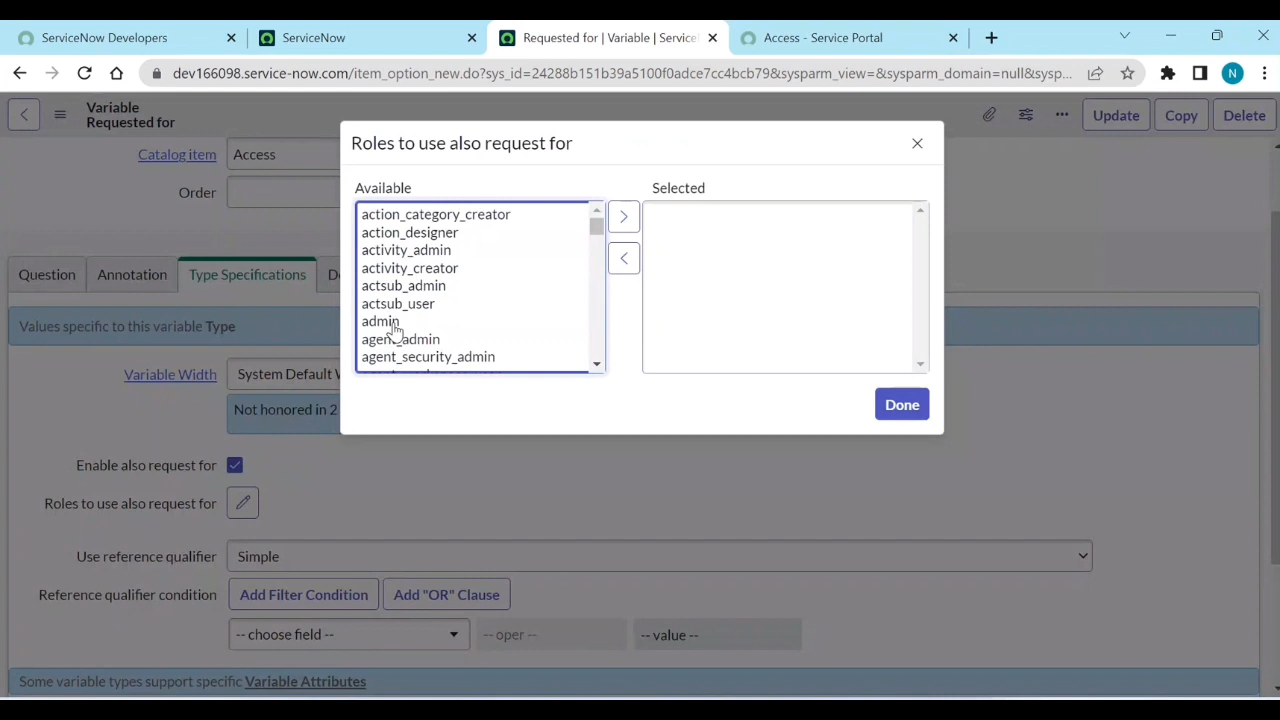 ServiceNow Developers
ServiceNow
Requested for | Variable | Service
Access - Service Portal
dev166098.service-now.com/item_option_new.do?sys_id=24288b151b39a5100f0adce7cc4bcb79&sysparm_view=&sysparm_domain=null&sysp...
N
Variable
Requested for
Update
Copy
Delete
Catalog item
Access
Order
Roles to use also request for
Available
Selected
action_category_creator
action_designer
activity_admin
activity_creator
actsub_admin
actsub_user
admin
agent_admin
agent_security_admin
Done
Question
Annotation
Type Specifications
Values specific to this variable Type
Variable Width
System Default
Not honored in 2
Enable also request for
Roles to use also request for
Use reference qualifier
Simple
Reference qualifier condition
Add Filter Condition
Add "OR" Clause
-- choose field --
-- oper --
-- value --
Some variable types support specific Variable Attributes